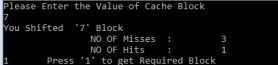 Please Enter the Value of Cache Block
7
You Shifted  '7' Block
NO OF Misses  :  3
NO OF Hits  :  1
1  Press '1' to get Required Block